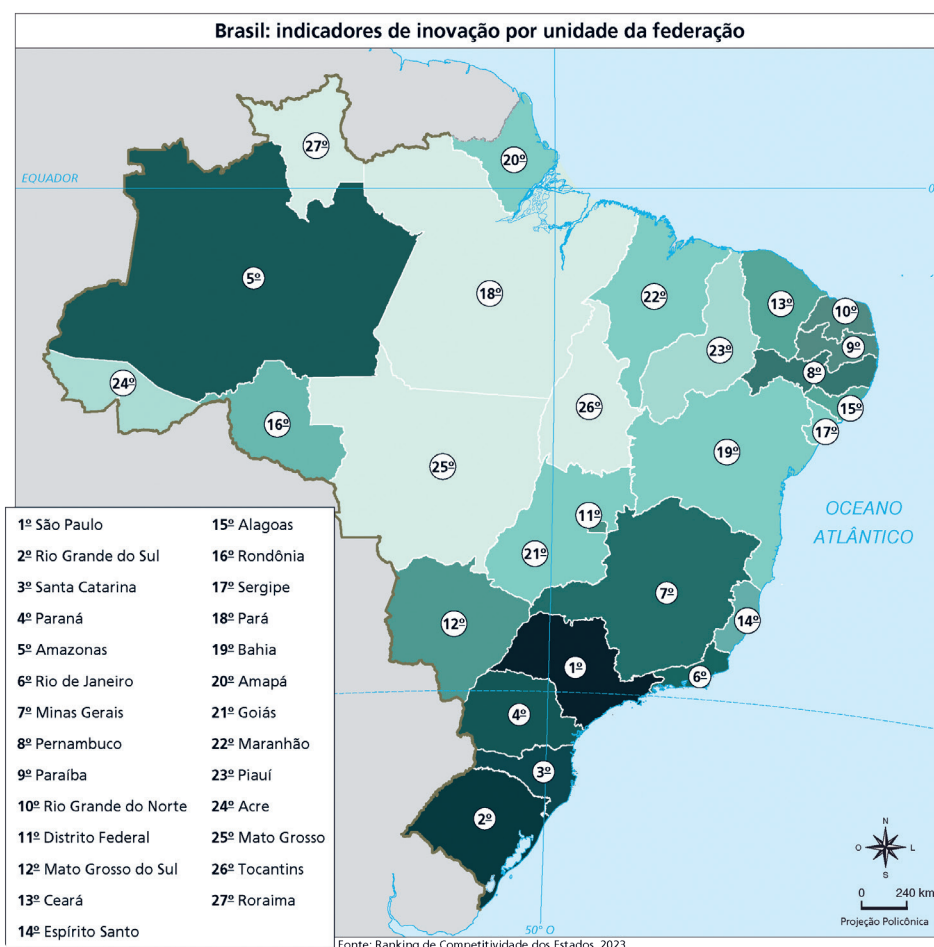 Brasil: indicadores de inovação por unidade da federação
27º
20º
EQUADOR
0
5º
18º
22º
13º
10º
9º
23º
8º
24º
26º
15º
16º
17º
25º
19º
OCEANO
ATLÂNTICO
11º
21º
7º
12º
14º
1º
6º
4º
3º
2º
1º São Paulo
2º Rio Grande do Sul
3º Santa Catarina
4º Paraná
5º Amazonas
6º Rio de Janeiro
7º Minas Gerais
8º Pernambuco
9º Paraíba
10º Rio Grande do Norte
11º Distrito Federal
12º Mato Grosso do Sul
13º Ceará
14º Espírito Santo
15º Alagoas
16º Rondônia
17º Sergipe
18º Pará
19º Bahia
20º Amapá
21º Goiás
22º Maranhão
23º Piauí
24º Acre
25º Mato Grosso
26º Tocantins
27º Roraima
N
O L
S
0 240 km
Projeção Policônica
50º O
Fonte: Ranking de Competitividade dos Estados, 2023